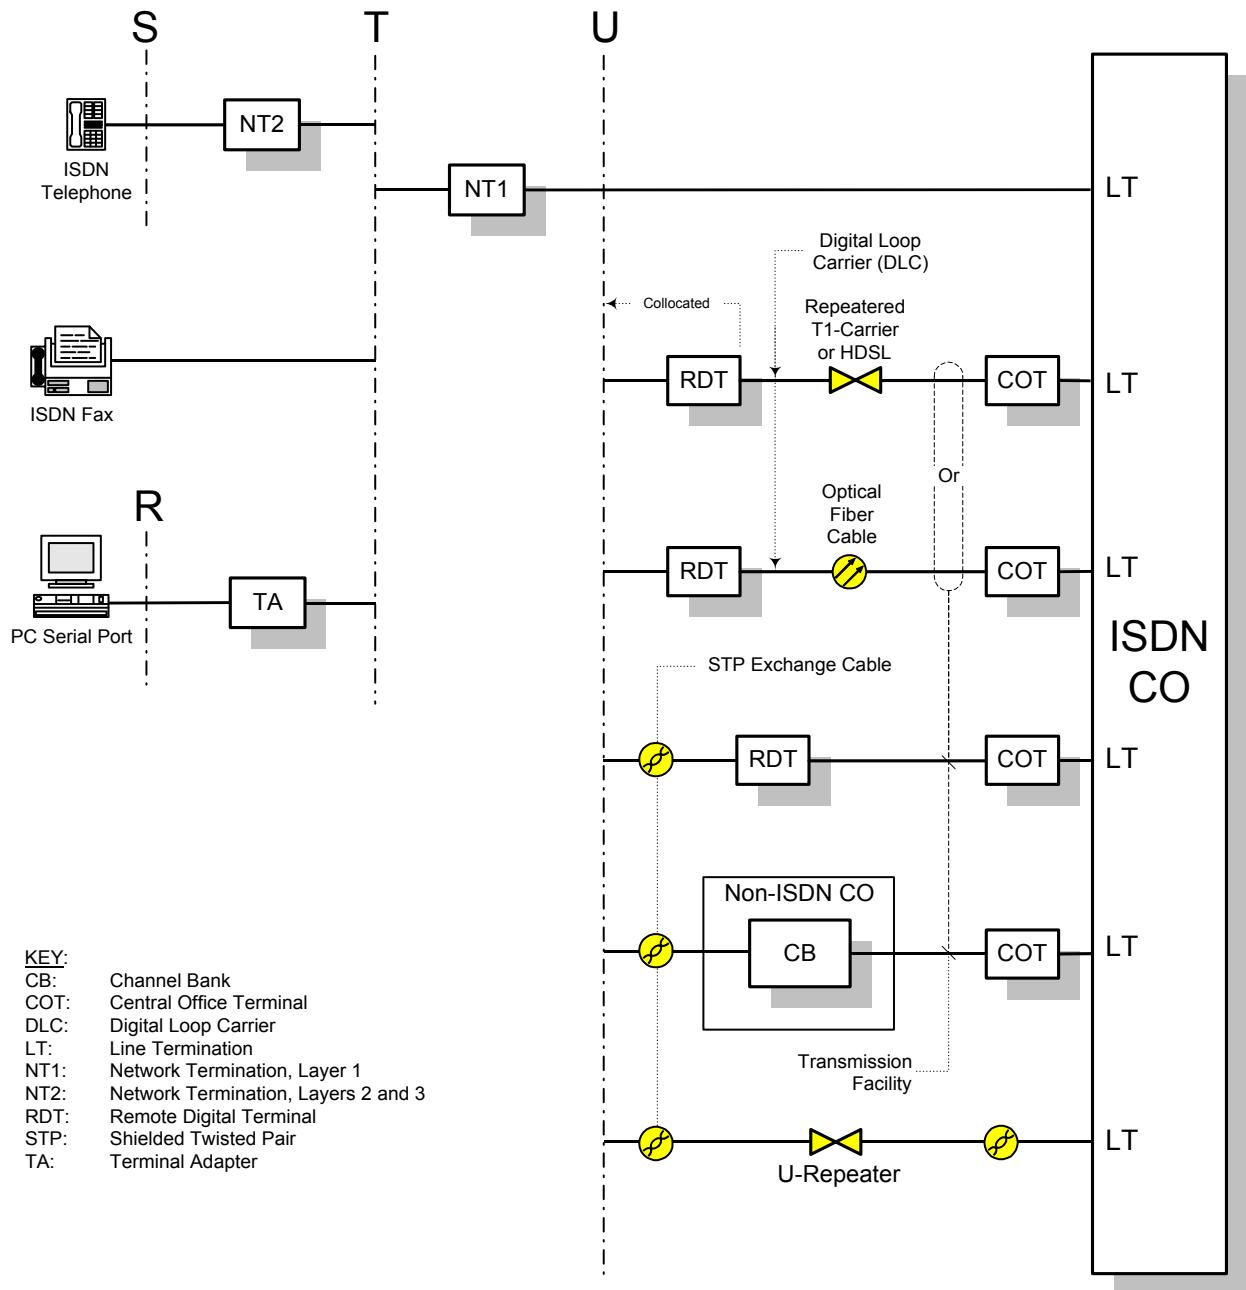 S
T
U
ISDN
Telephone
NT2
NT1
LT
Digital Loop
Carrier (DLC)
Collocated
Repeatered
T1-Carrier
or HDSL
RDT
COT
LT
ISDN Fax
Or
R
Optical
Fiber
Cable
RDT
COT
LT
PC Serial Port
TA
ISDN
CO
STP Exchange Cable
RDT
COT
LT
Non-ISDN CO
CB
COT
LT
Transmission
Facility
LT
U-Repeater
KEY:
CB: Channel Bank
COT: Central Office Terminal
DLC: Digital Loop Carrier
LT: Line Termination
NT1: Network Termination, Layer 1
NT2: Network Termination, Layers 2 and 3
RDT: Remote Digital Terminal
STP: Shielded Twisted Pair
TA: Terminal Adapter